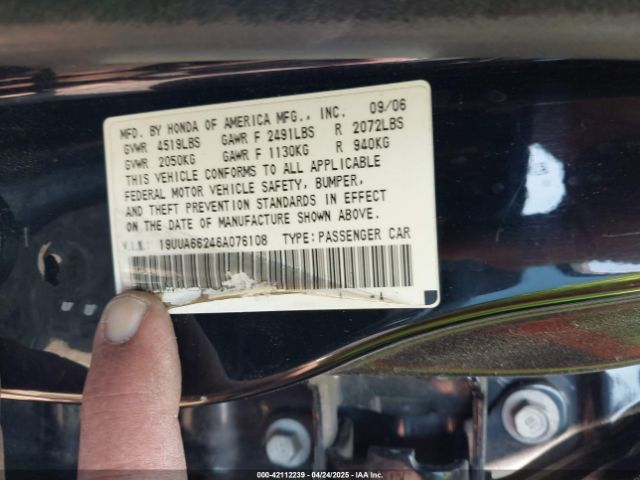 MFD. BY HONDA OF AMERICA MFG., INC. 09/06
GVWR 4519LBS GAWR F 2491LBS R 2072LBS
GVWR 2050KG GAWR F 1130KG R 940KG
THIS VEHICLE CONFORMS TO ALL APPLICABLE
FEDERAL MOTOR VEHICLE SAFETY, BUMPER,
AND THEFT PREVENTION STANDARDS IN EFFECT
ON THE DATE OF MANUFACTURE SHOWN ABOVE.
V.I.N.: 19UUA66246A076108 TYPE: PASSENGER CAR
000-42112239 | 04/24/2025 | IAA Inc.